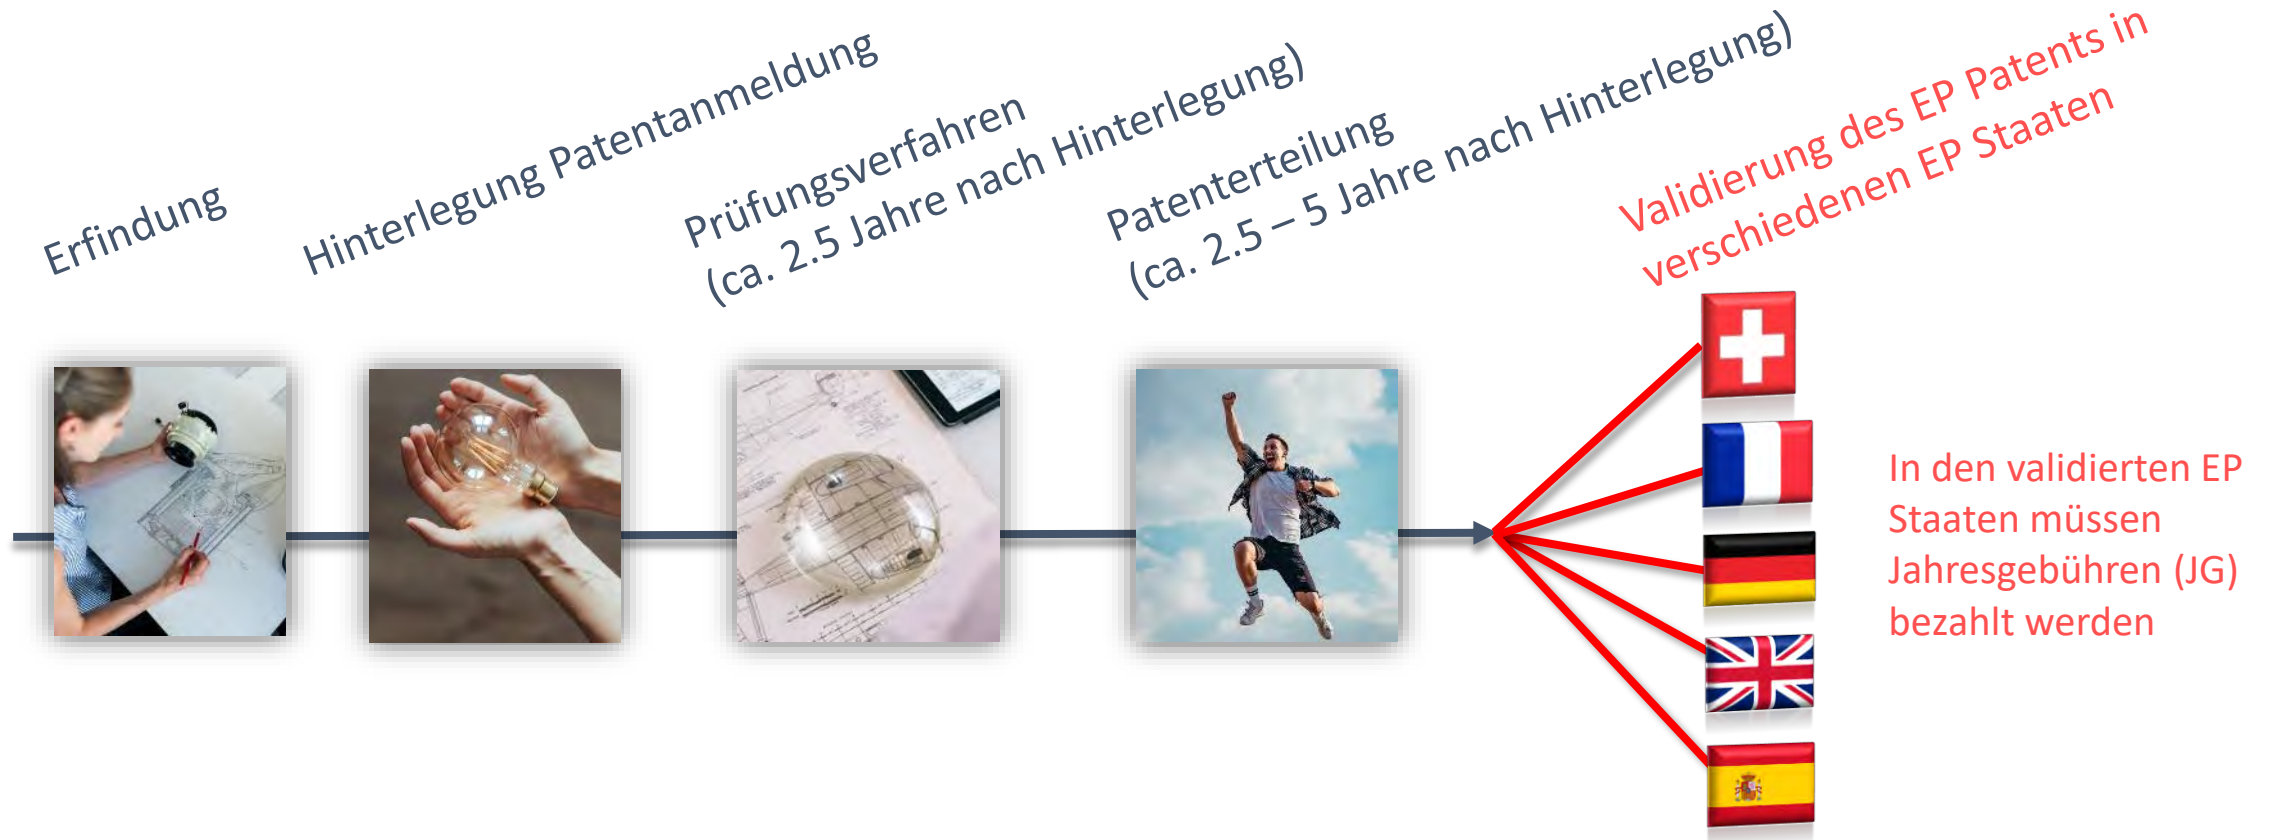 Erfindung
Hinterlegung Patentanmeldung
Prüfungsverfahren
(ca. 2.5 Jahre nach Hinterlegung)
Patenterteilung
(ca. 2.5 – 5 Jahre nach Hinterlegung)
Validierung des EP Patents in
verschiedenen EP Staaten
In den validierten EP
Staaten müssen
Jahresgebühren (JG)
bezahlt werden